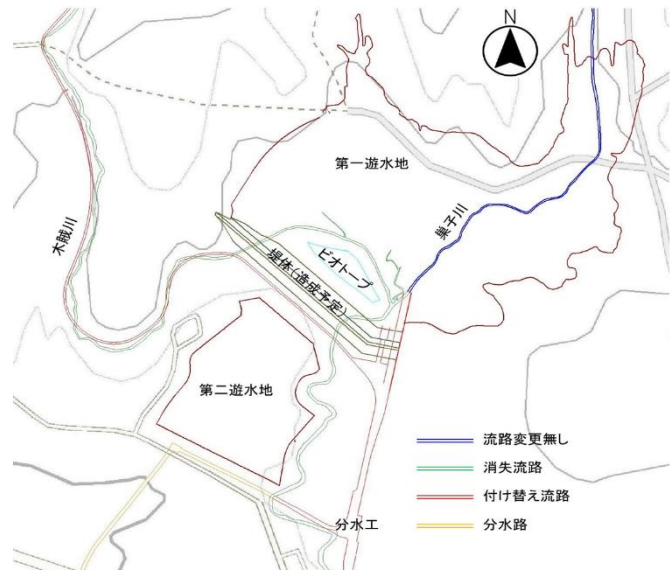 N
第一遊水地
巣子川
木賊川
ビオトープ
堤体(造成予定)
第二遊水地
分水工
流路変更無し
消失流路
付け替え流路
分水路